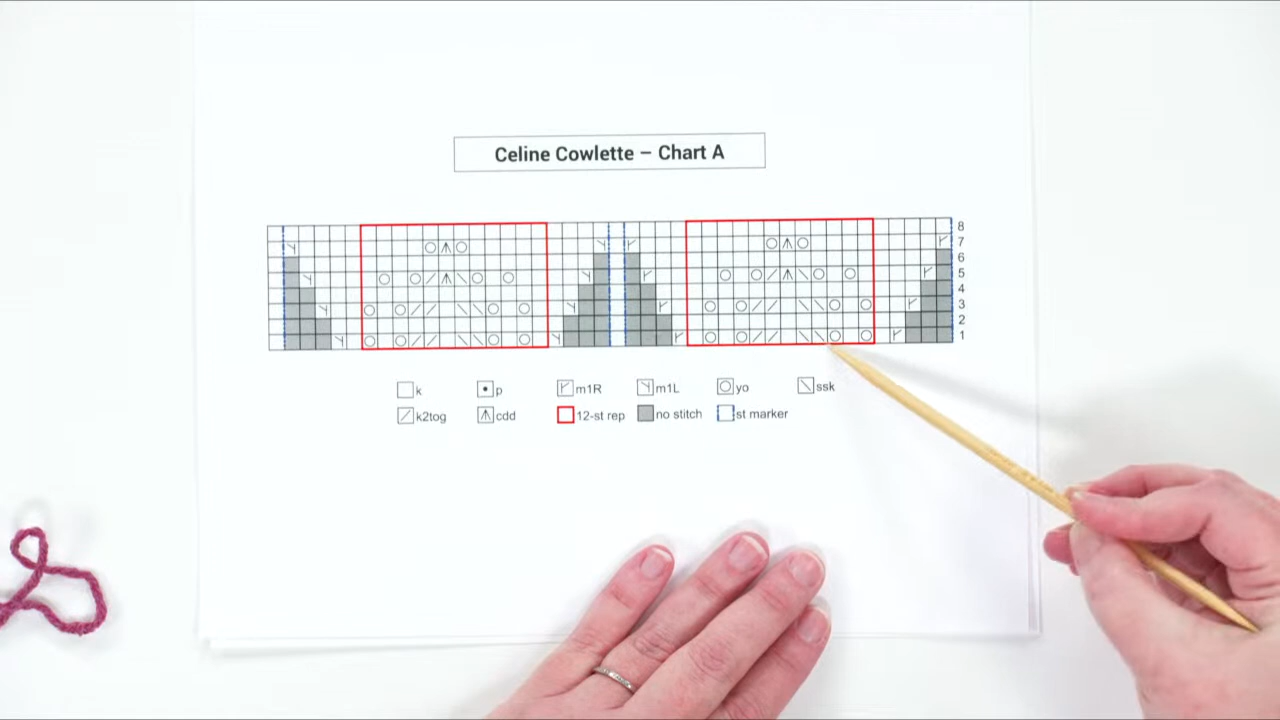 Celine Cowlette – Chart A
8
7
6
5
4
3
2
1
k p m1R m1L yo ssk
k2tog cdd 12-st rep no stitch st marker